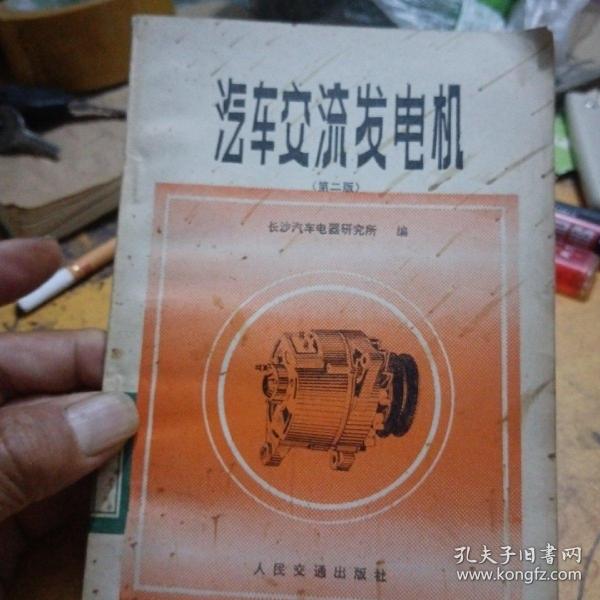 汽车交流发电机
（第二版）
长沙汽车电器研究所 编
人民交通出版社
孔夫子旧书网
www.kongfz.com